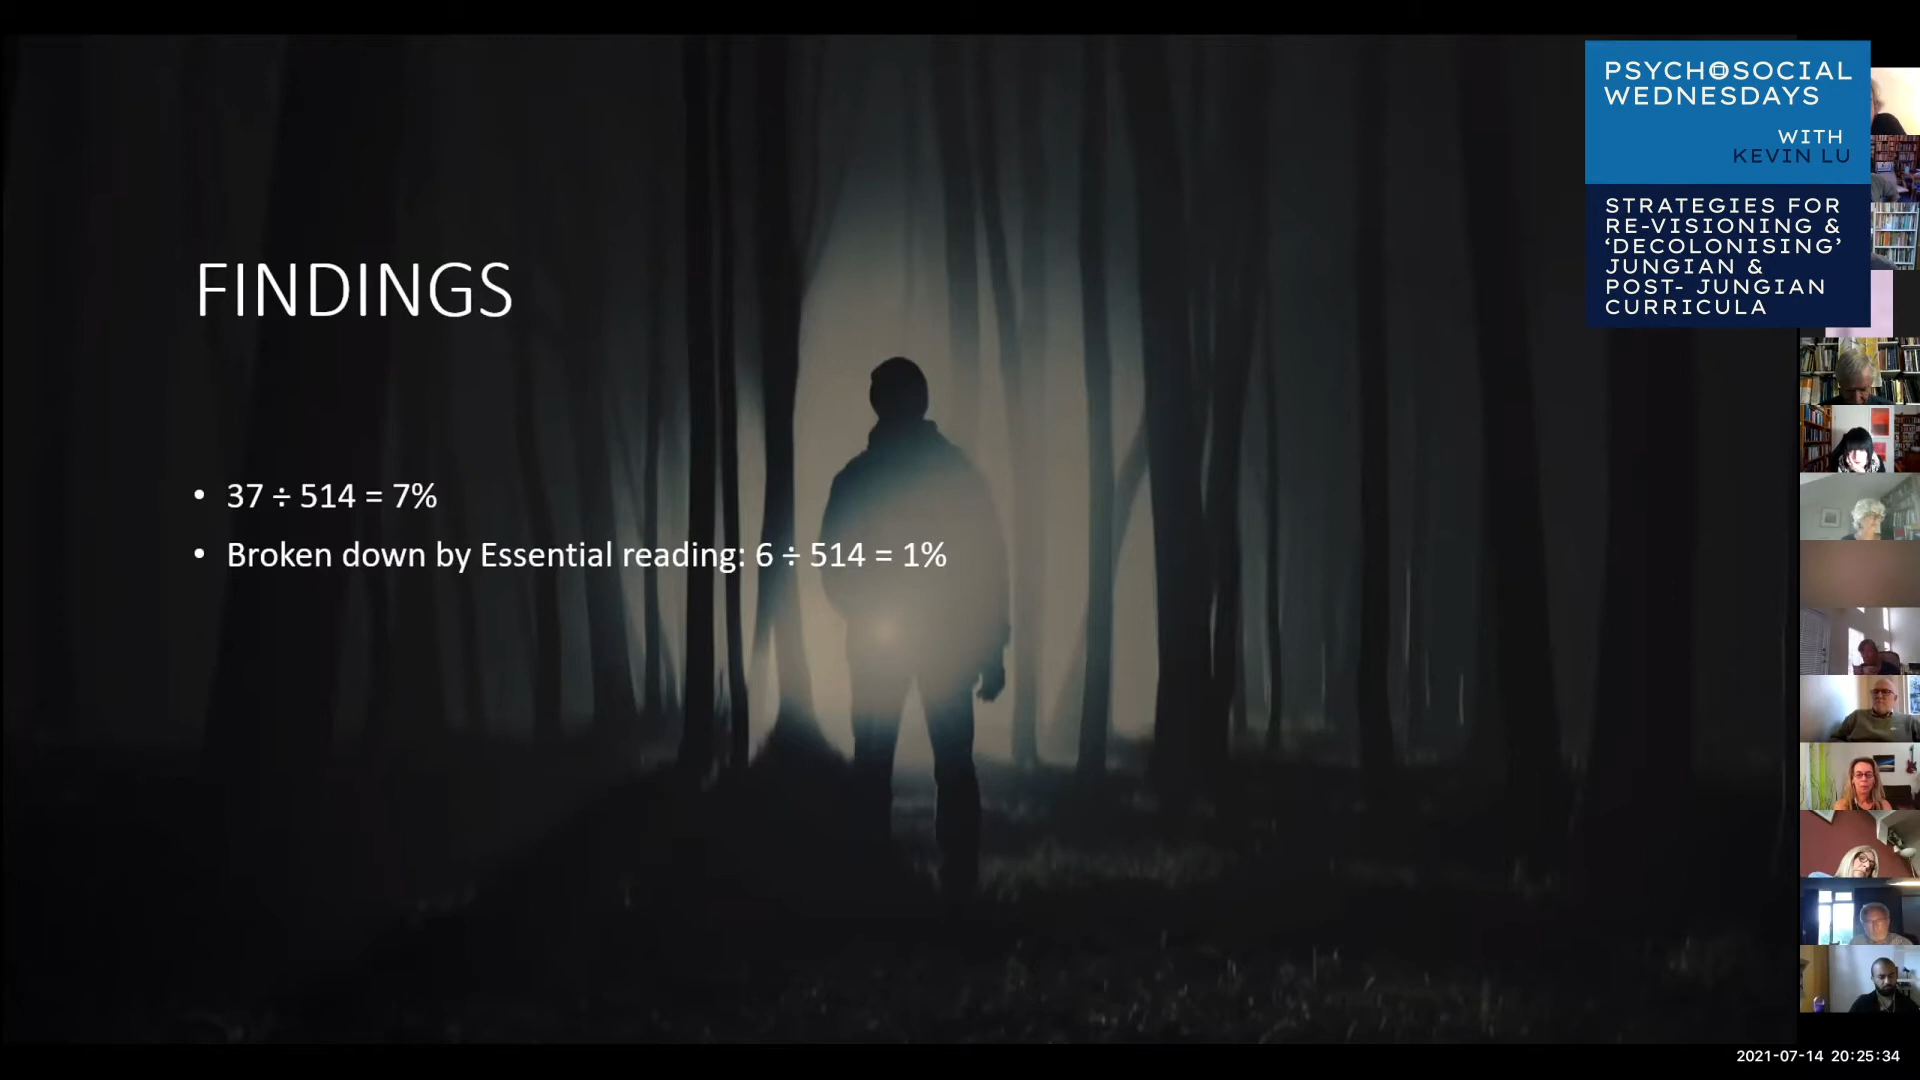 PSYCHOSOCIAL
WEDNESDAYS
WITH
KEVIN LU
STRATEGIES FOR
RE-VISIONING &
‘DECOLONISING’
JUNGIAN &
POST- JUNGIAN
CURRICULA
FINDINGS
• 37 ÷ 514 = 7%
• Broken down by Essential reading: 6 ÷ 514 = 1%
2021-07-14 20:25:34